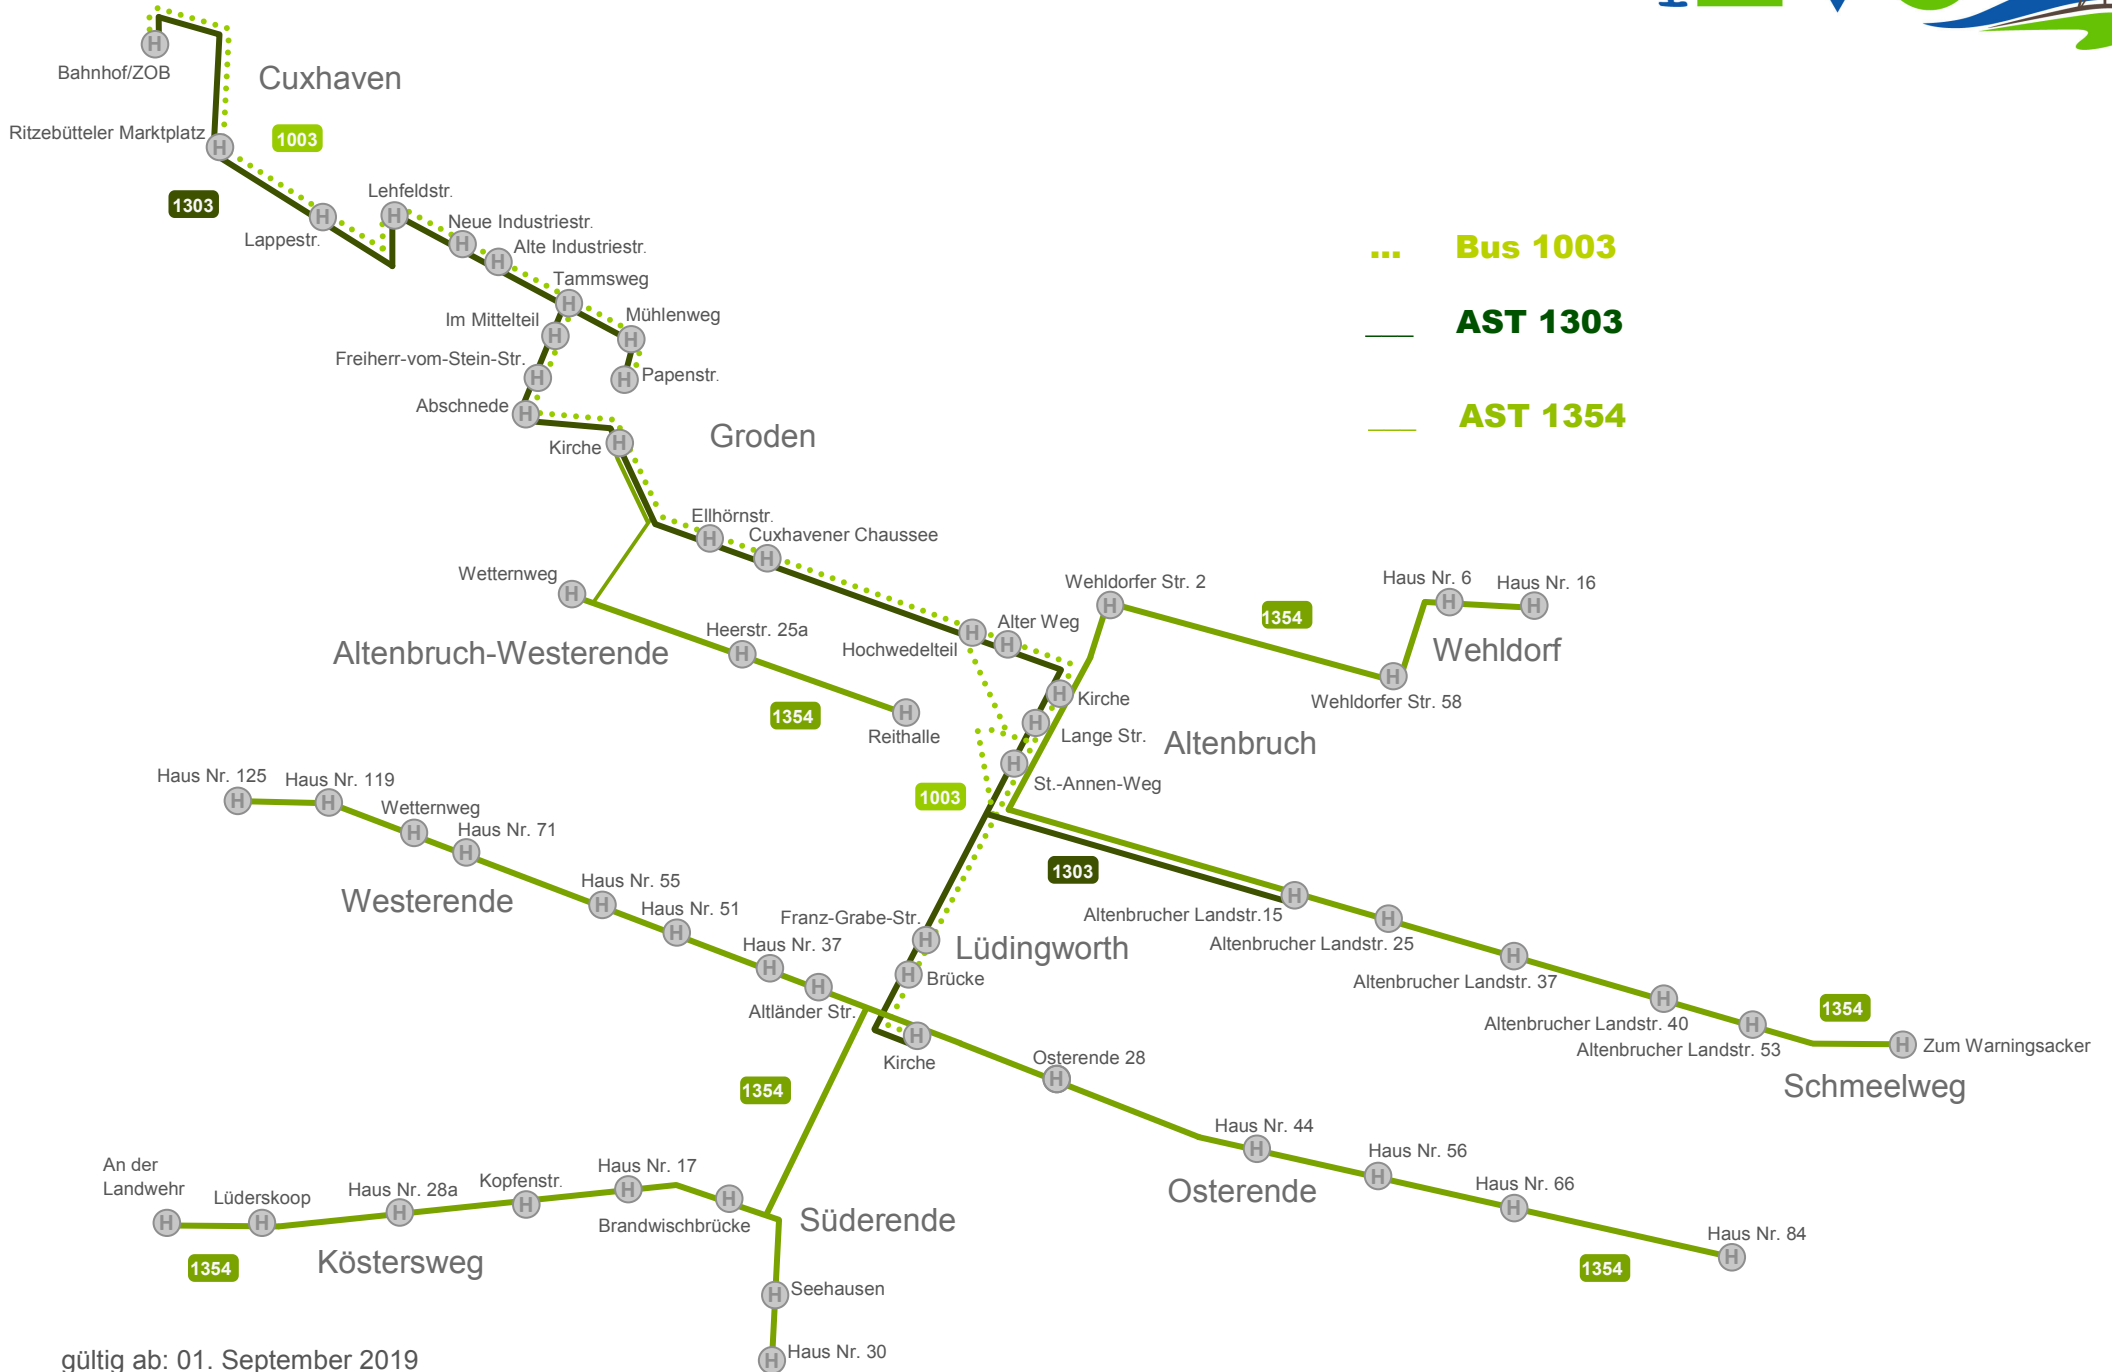 Bahnhof/ZOB
Cuxhaven
Ritzebütteler Marktplatz
1003
1303
Lehfeldstr.
Lappestr.
Neue Industriestr.
Alte Industriestr.
Tammsweg
Im Mittelteil
Mühlenweg
Freiherr-vom-Stein-Str.
Papenstr.
Abschnede
Kirche
Groden
... Bus 1003
___ AST 1303
___ AST 1354
Ellhörnstr.
Cuxhavener Chaussee
Wetternweg
Heerstr. 25a
Altenbruch-Westerende
1354
Reithalle
Hochwedelteil
Alter Weg
Wehldorfer Str. 2
1354
Haus Nr. 6
Haus Nr. 16
Wehldorf
Wehldorfer Str. 58
Kirche
Lange Str.
Altenbruch
St.-Annen-Weg
1003
1303
Haus Nr. 125
Haus Nr. 119
Wetternweg
Haus Nr. 71
Westerende
Haus Nr. 55
Haus Nr. 51
Haus Nr. 37
Altländer Str.
Franz-Grabe-Str.
Lüdingworth
Brücke
Kirche
Altenbrucher Landstr.15
Altenbrucher Landstr. 25
Altenbrucher Landstr. 37
Altenbrucher Landstr. 40
Altenbrucher Landstr. 53
1354
Zum Warningsacker
Schmeelweg
1354
Osterende 28
Haus Nr. 44
Haus Nr. 56
Osterende
Haus Nr. 66
Haus Nr. 84
1354
An der
Landwehr
Lüderskoop
Haus Nr. 28a
Kopfenstr.
Haus Nr. 17
Brandwischbrücke
Süderende
1354
Köstersweg
Seehausen
Haus Nr. 30
gültig ab: 01. September 2019